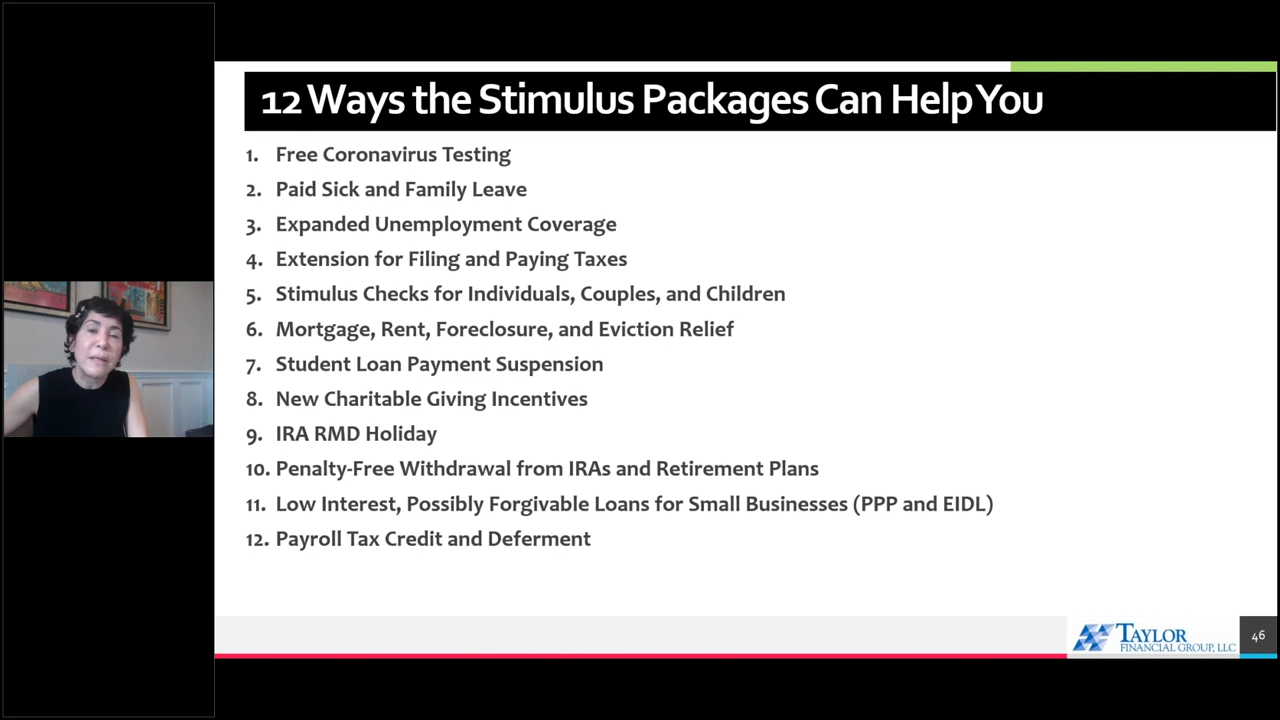 12 Ways the Stimulus Packages Can Help You
1. Free Coronavirus Testing
2. Paid Sick and Family Leave
3. Expanded Unemployment Coverage
4. Extension for Filing and Paying Taxes
5. Stimulus Checks for Individuals, Couples, and Children
6. Mortgage, Rent, Foreclosure, and Eviction Relief
7. Student Loan Payment Suspension
8. New Charitable Giving Incentives
9. IRA RMD Holiday
10. Penalty-Free Withdrawal from IRAs and Retirement Plans
11. Low Interest, Possibly Forgivable Loans for Small Businesses (PPP and EIDL)
12. Payroll Tax Credit and Deferment
TAYLOR
FINANCIAL GROUP, LLC
46